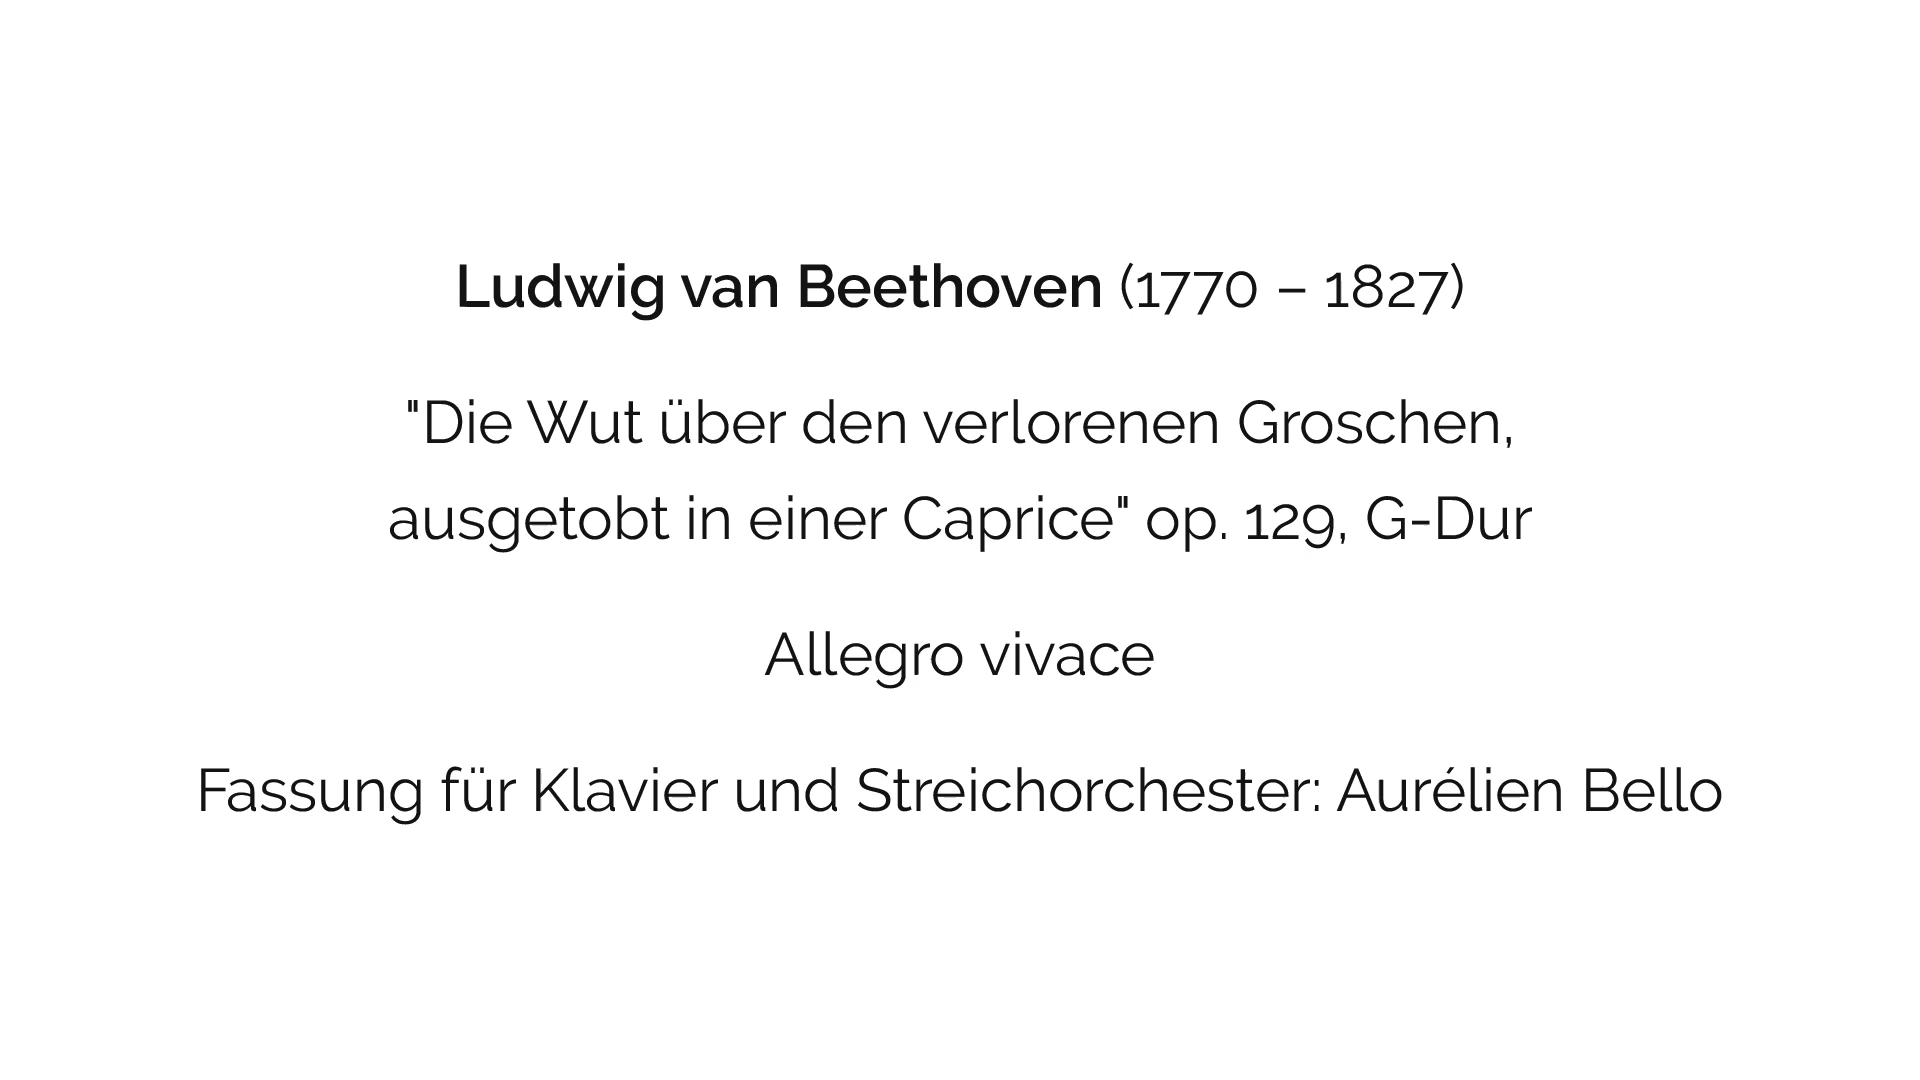 Ludwig van Beethoven (1770 – 1827)
"Die Wut über den verlorenen Groschen,
ausgetobt in einer Caprice" op. 129, G-Dur
Allegro vivace
Fassung für Klavier und Streichorchester: Aurélien Bello